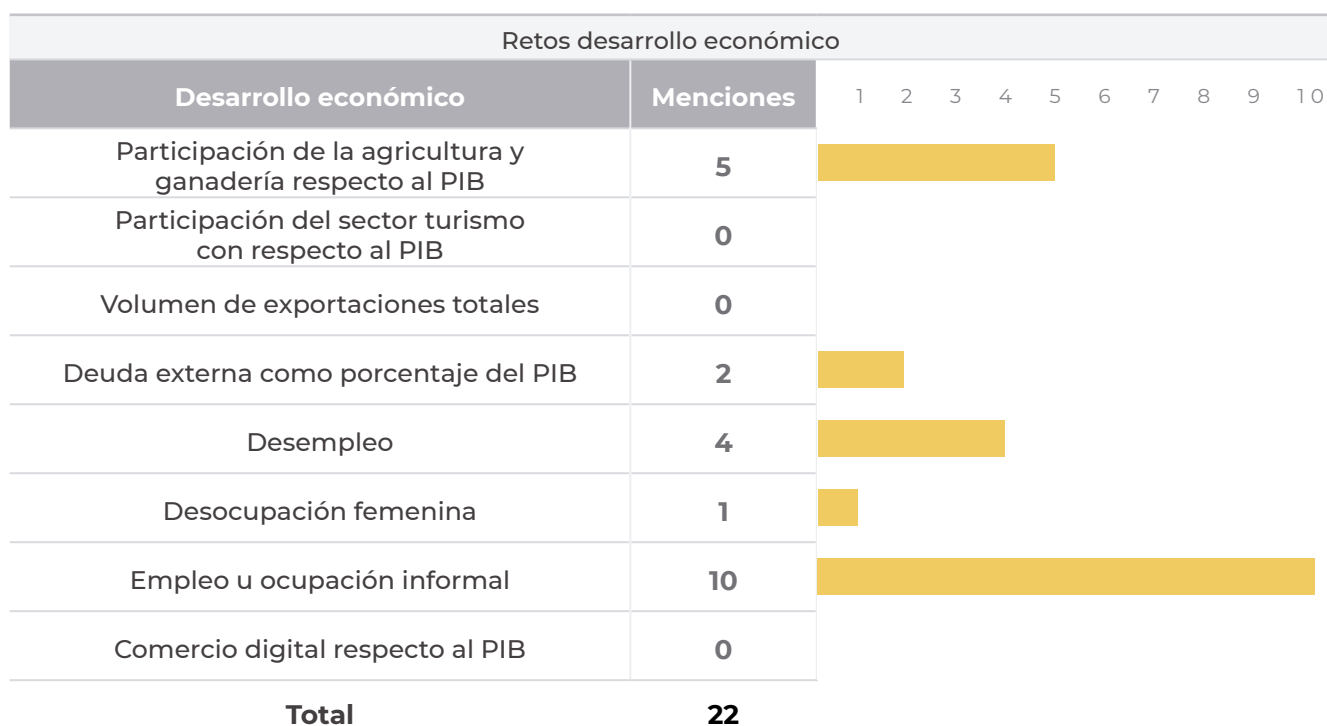 Retos desarrollo económico
Desarrollo económico Menciones 1 2 3 4 5 6 7 8 9 10
Participación de la agricultura y
ganadería respecto al PIB
5
Participación del sector turismo
con respecto al PIB
0
Volumen de exportaciones totales 0
Deuda externa como porcentaje del PIB 2
Desempleo 4
Desocupación femenina 1
Empleo u ocupación informal 10
Comercio digital respecto al PIB 0
Total 22